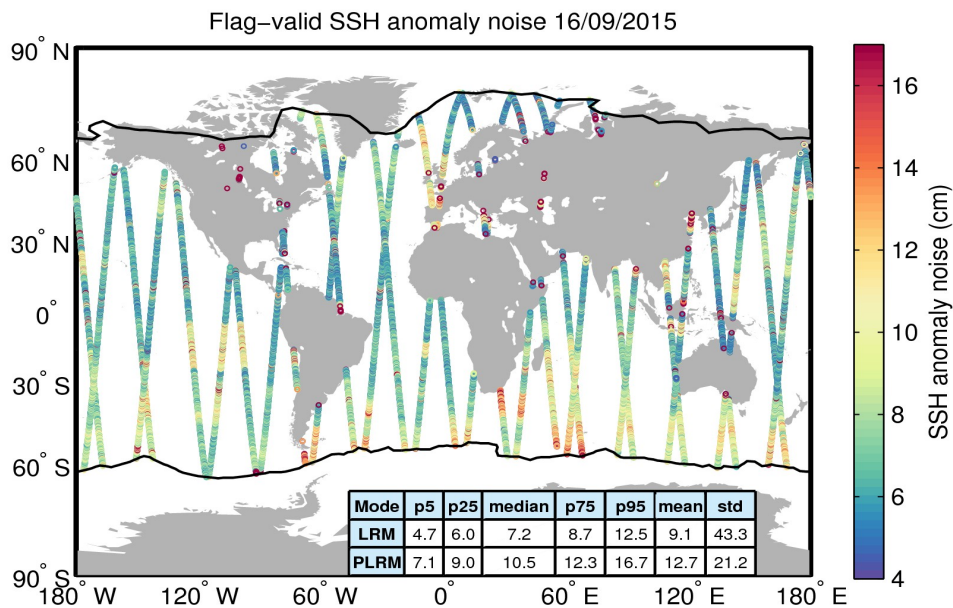 Flag−valid SSH anomaly noise 16/09/2015
90° N
60° N
30° N
0°
30° S
60° S
90° S
180° W 120° W 60° W 0° 60° E 120° E 180° E
Mode p5 p25 median p75 p95 mean std
LRM 4.7 6.0 7.2 8.7 12.5 9.1 43.3
PLRM 7.1 9.0 10.5 12.3 16.7 12.7 21.2
16
14
12
10
8
6
4
SSH anomaly noise (cm)